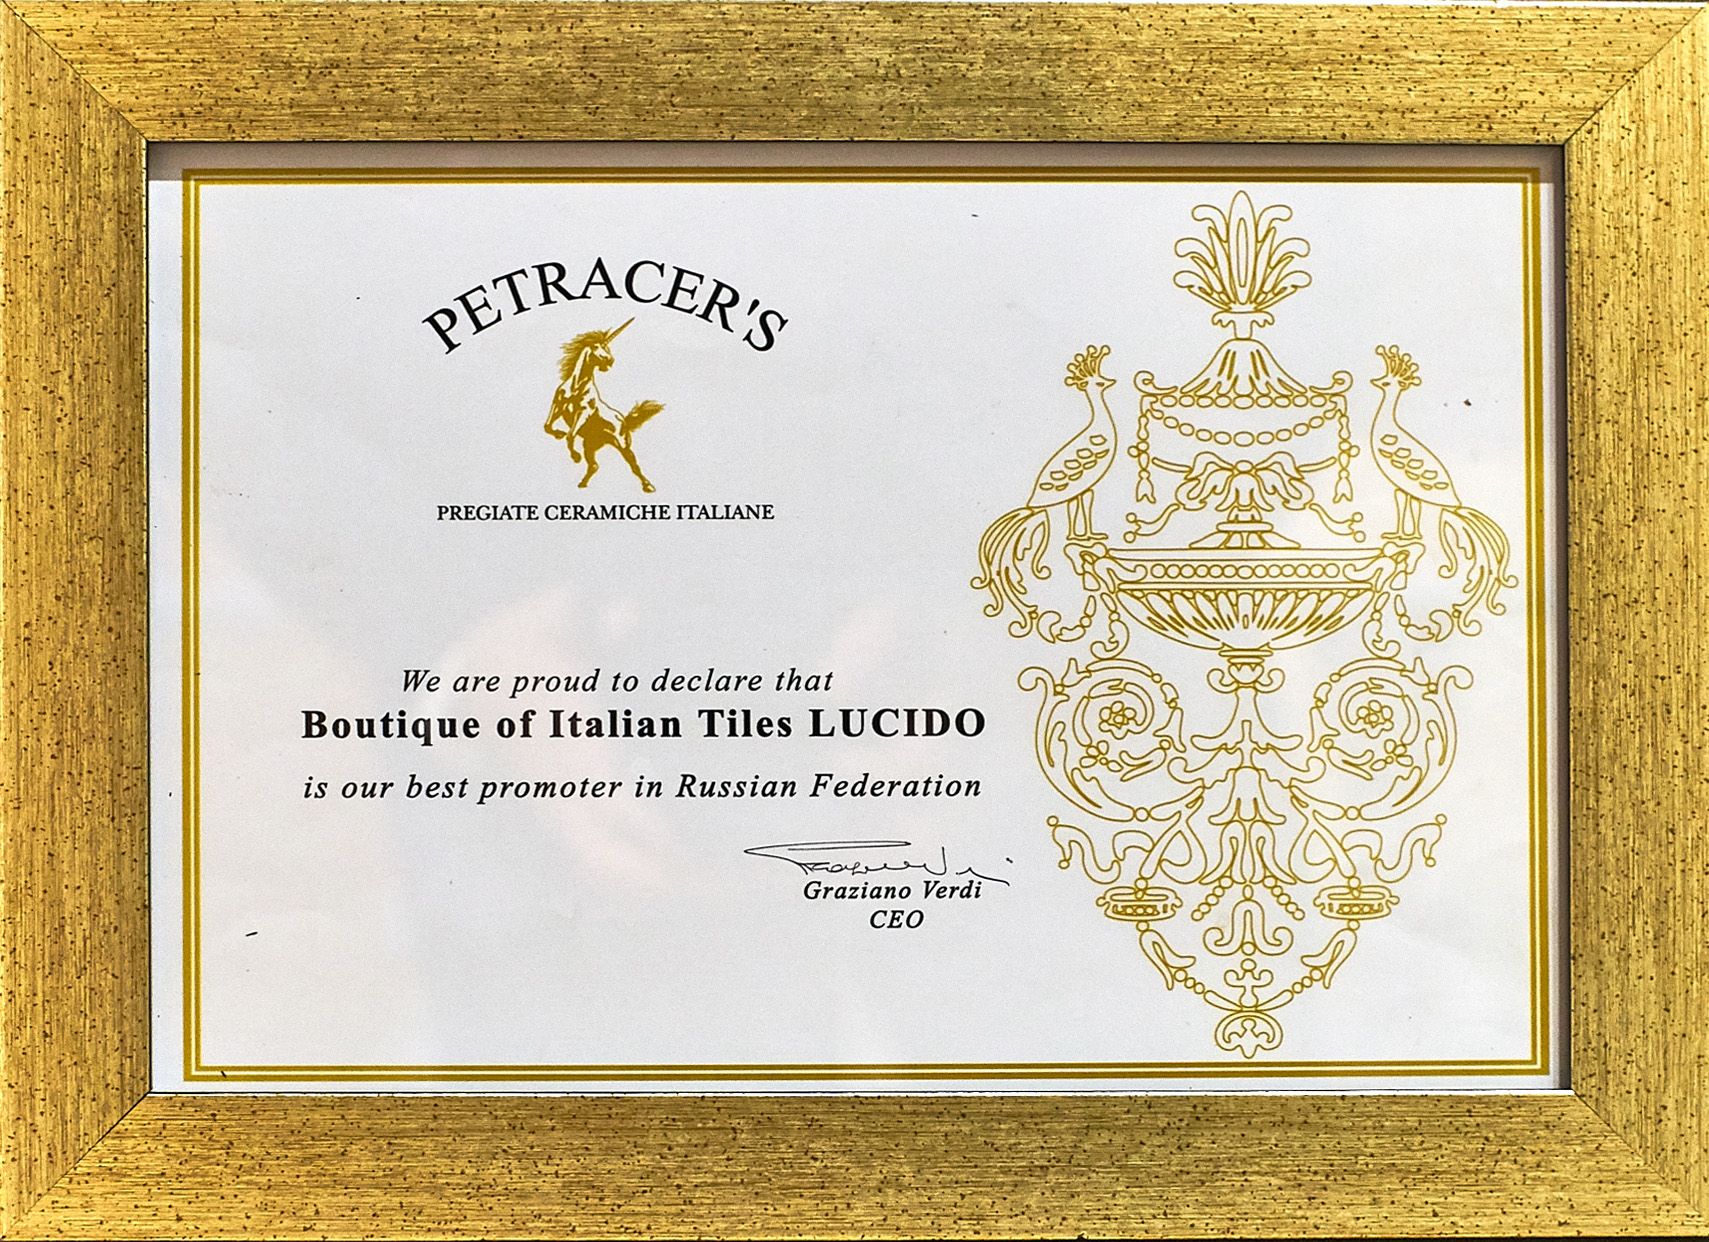 PETRACER'S
PREGIATE CERAMICHE ITALIANE
We are proud to declare that
Boutique of Italian Tiles LUCIDO
is our best promoter in Russian Federation
Graziano Verdi
CEO